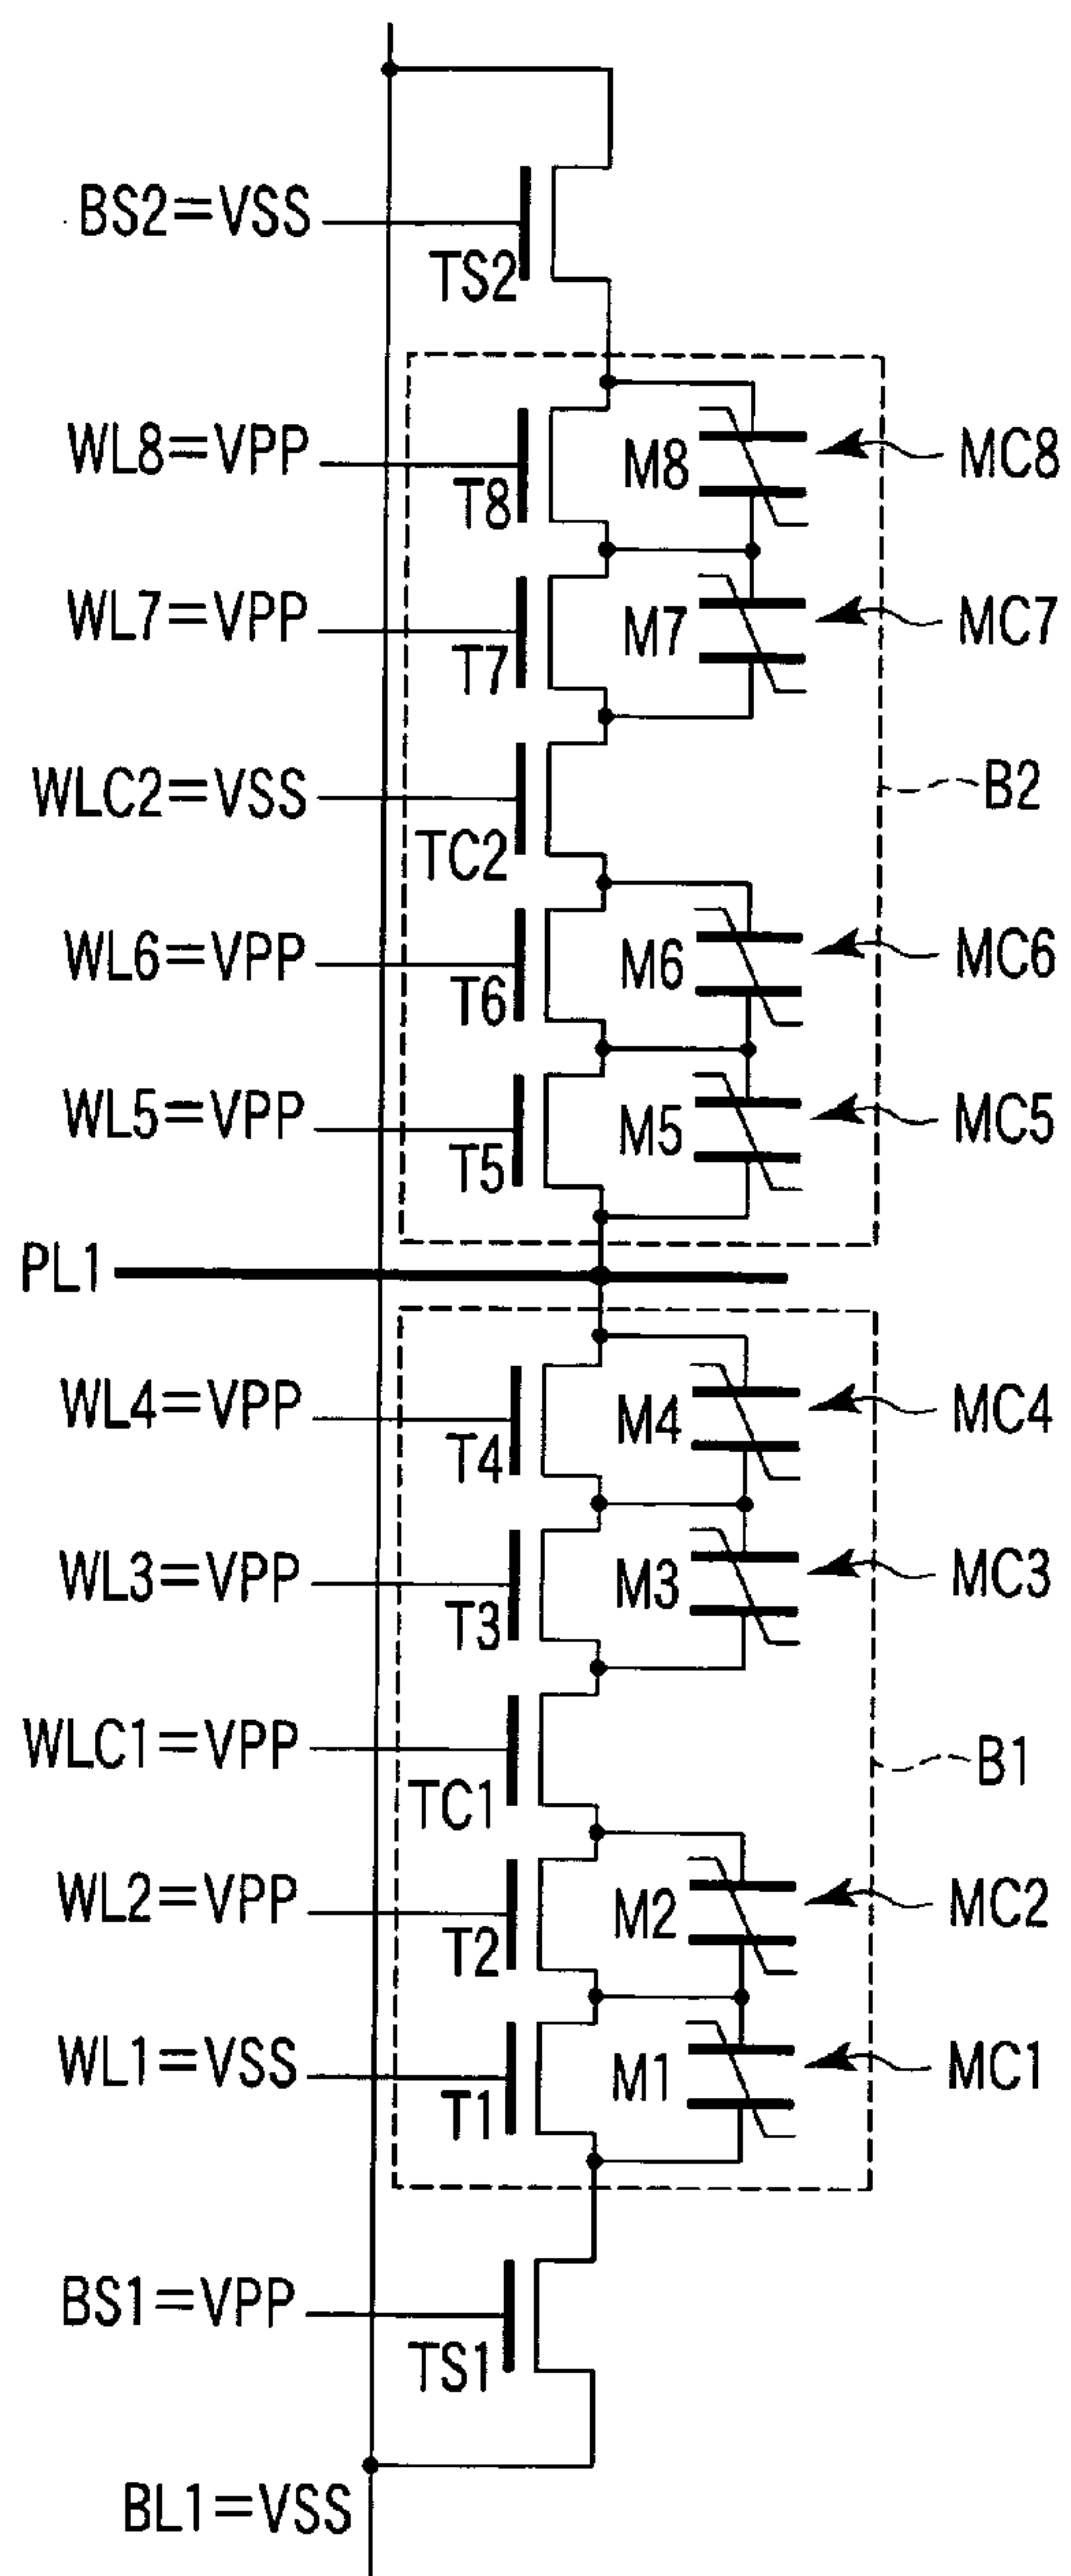 BS2=VSS
TS2
WL8=VPP
T8
M8
MC8
WL7=VPP
T7
M7
MC7
WLC2=VSS
TC2
B2
WL6=VPP
T6
M6
MC6
WL5=VPP
T5
M5
MC5
PL1
WL4=VPP
T4
M4
MC4
WL3=VPP
T3
M3
MC3
WLC1=VPP
TC1
B1
WL2=VPP
T2
M2
MC2
WL1=VSS
T1
M1
MC1
BS1=VPP
TS1
BL1=VSS